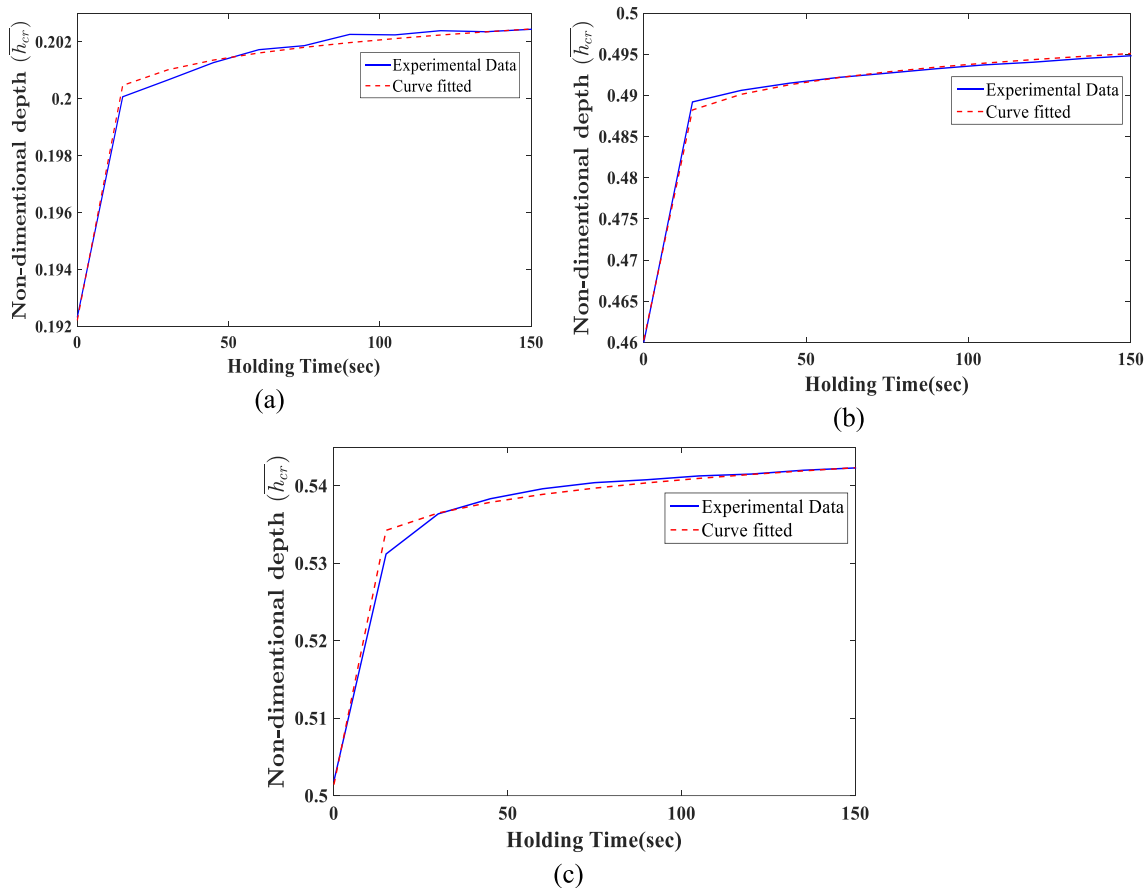 Non-dimentional depth (h_cr)
0.202
0.2
0.198
0.196
0.194
0.192
0
50
100
150
Holding Time(sec)
Experimental Data
Curve fitted
(a)
Non-dimentional depth (h_cr)
0.5
0.495
0.49
0.485
0.48
0.475
0.47
0.465
0.46
0
50
100
150
Holding Time(sec)
Experimental Data
Curve fitted
(b)
Non-dimentional depth (h_cr)
0.54
0.53
0.52
0.51
0.5
0
50
100
150
Holding Time(sec)
Experimental Data
Curve fitted
(c)